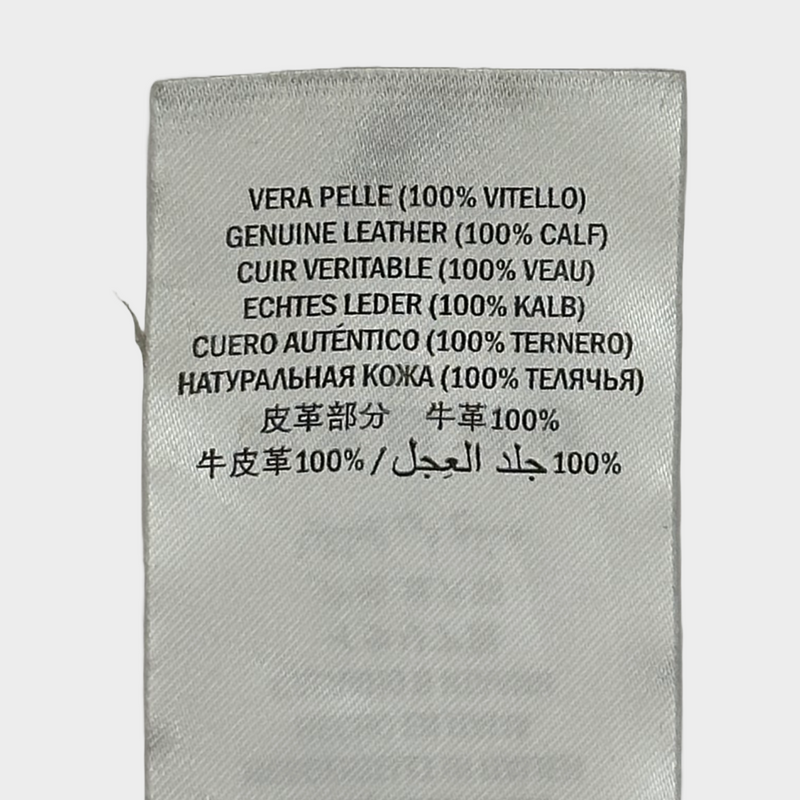 VERA PELLE (100% VITELLO)
GENUINE LEATHER (100% CALF)
CUIR VERITABLE (100% VEAU)
ECHTES LEDER (100% KALB)
CUERO AUTÉNTICO (100% TERNERO)
НАТУРАЛЬНАЯ КОЖА (100% ТЕЛЯЧЬЯ)
皮革部分　牛革100%
牛皮革100% / جلد العِجل 100%